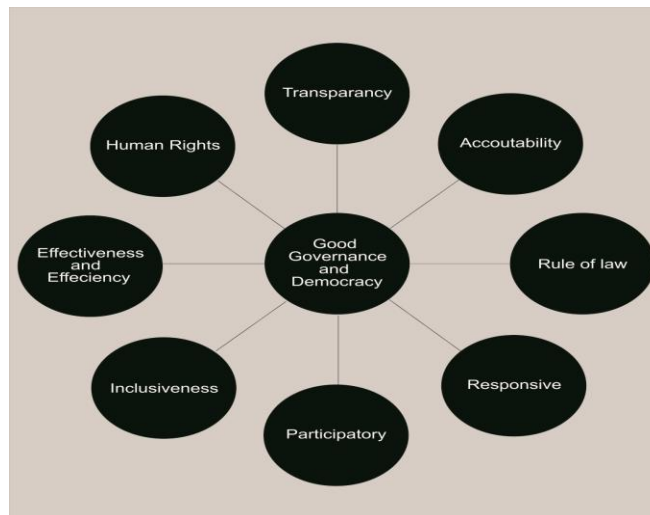 Transparancy
Human Rights
Accoutability
Good
Governance
and
Democracy
Effectiveness
and
Effeciency
Rule of law
Inclusiveness
Responsive
Participatory